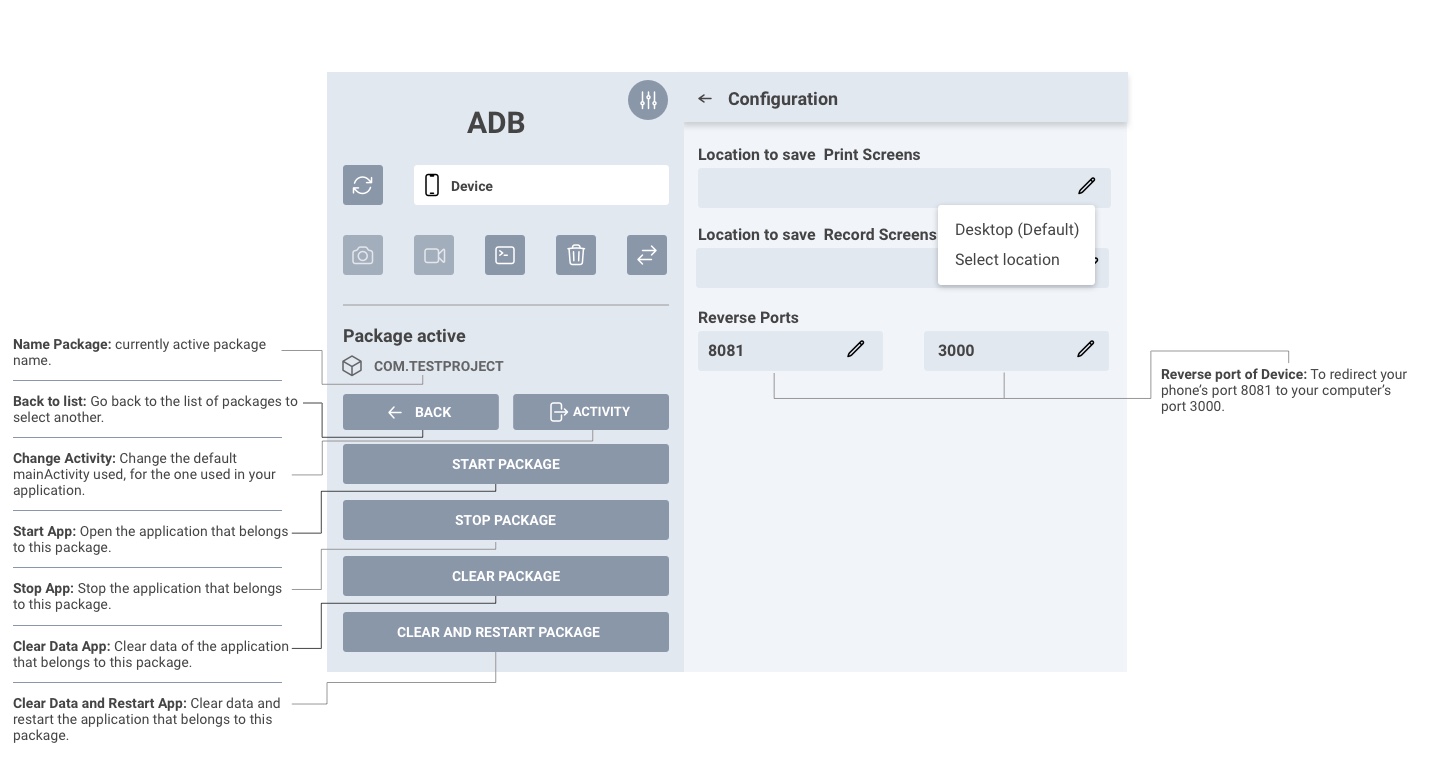 ADB
Device
Package active
COM.TESTPROJECT
BACK
ACTIVITY
START PACKAGE
STOP PACKAGE
CLEAR PACKAGE
CLEAR AND RESTART PACKAGE
Configuration
Location to save  Print Screens
Location to save  Record Screens
Desktop (Default)
Select location
Reverse Ports
8081
3000
Name Package: currently active package
name.
Back to list: Go back to the list of packages to
select another.
Change Activity: Change the default
mainActivity used, for the one used in your
application.
Start App: Open the application that belongs
to this package.
Stop App: Stop the application that belongs
to this package.
Clear Data App: Clear data of the application
that belongs to this package.
Clear Data and Restart App: Clear data and
restart the application that belongs to this
package.
Reverse port of Device: To redirect your
phone's port 8081 to your computer's
port 3000.